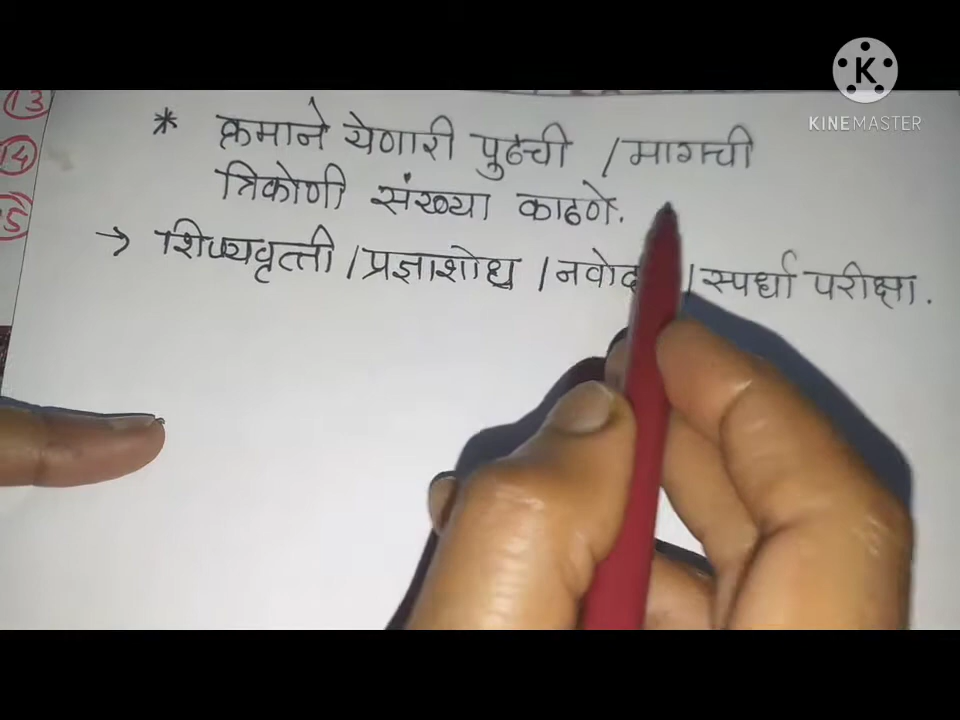 * क्रमाने येणारी पुढची / मागची
त्रिकोणी संख्या काढणे.
→ शिष्यवृत्ती / प्रज्ञाशोध / / स्पर्धा परीक्षा.
13
14
K
KINEMASTER